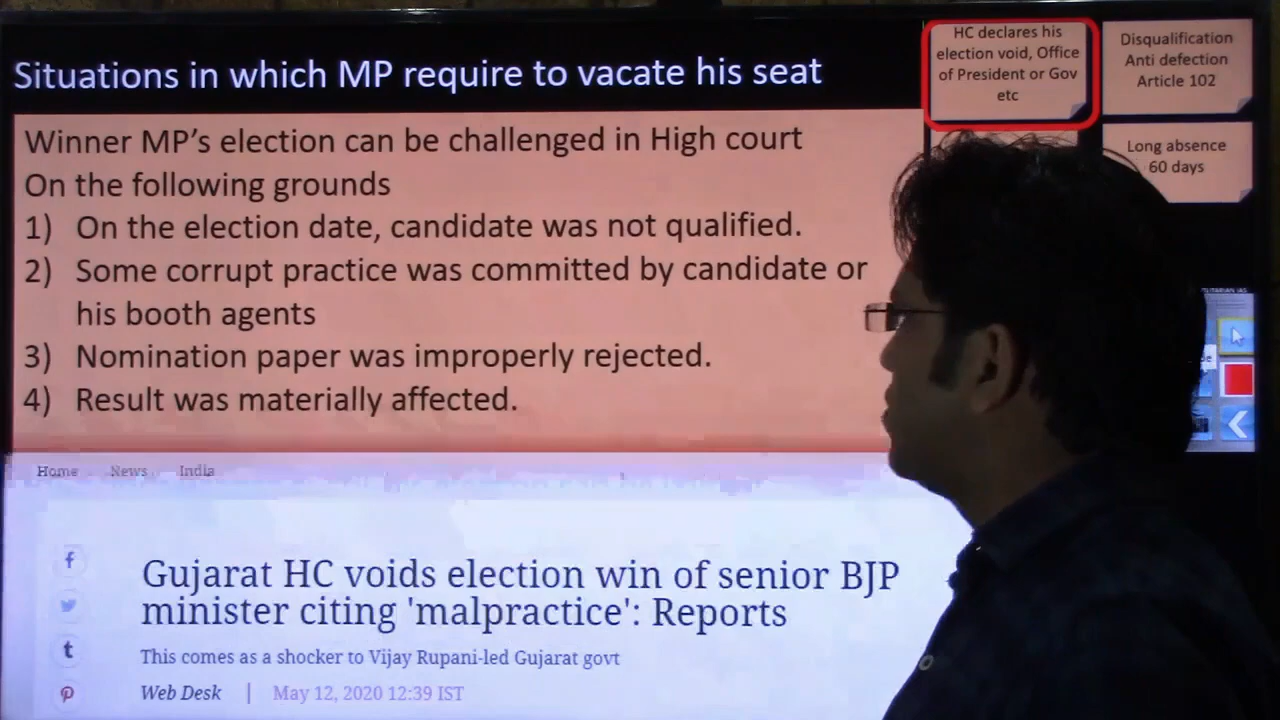 Situations in which MP require to vacate his seat
HC declares his
election void, Office
of President or Gov
etc
Disqualification
Anti defection
Article 102
Long absence
60 days
Winner MP's election can be challenged in High court
On the following grounds
1) On the election date, candidate was not qualified.
2) Some corrupt practice was committed by candidate or
his booth agents
3) Nomination paper was improperly rejected.
4) Result was materially affected.
Home News India
Gujarat HC voids election win of senior BJP
minister citing 'malpractice': Reports
This comes as a shocker to Vijay Rupani-led Gujarat govt
Web Desk | May 12, 2020 12:39 IST